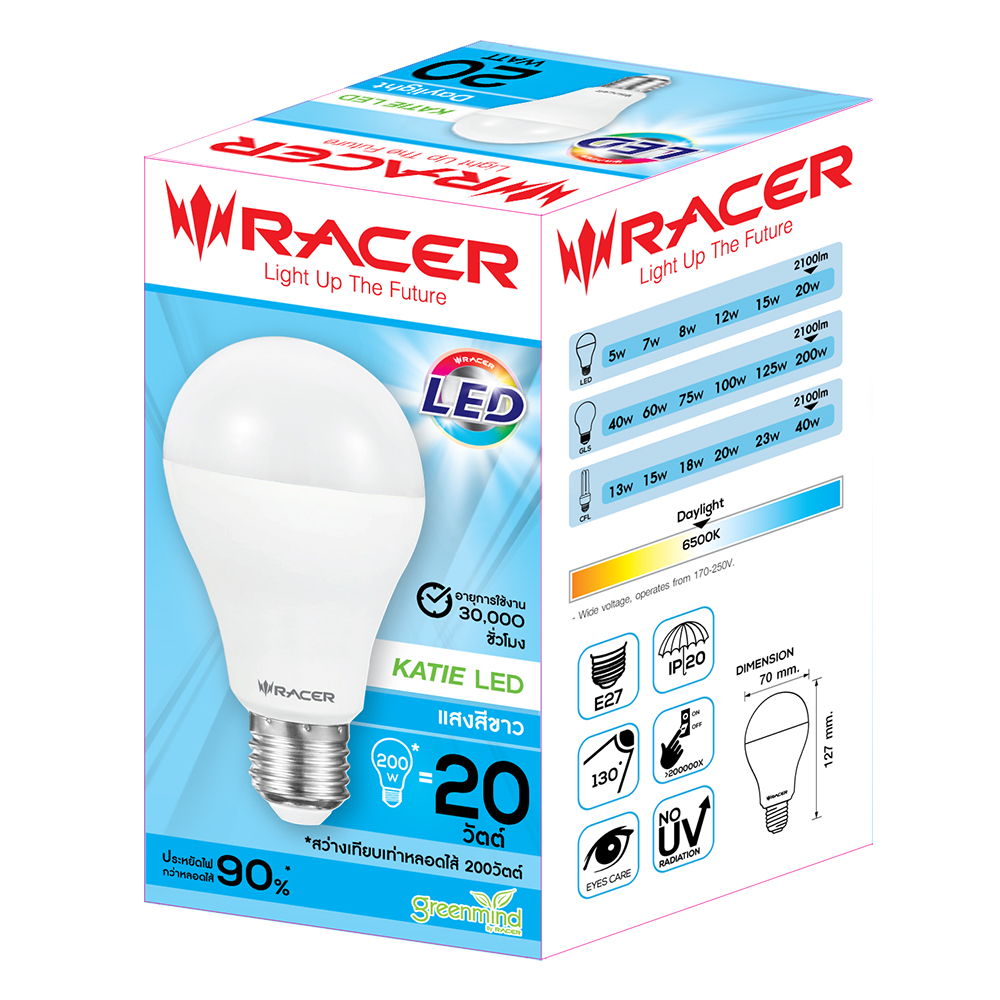 20
WATT
Daylight
KATIE LED
LED
RACER
Light Up The Future
RACER
Light Up The Future
RACER
LED
อายุการใช้งาน
30,000
ชั่วโมง
KATIE LED
แสงสีขาว
RACER
200
W
*
= 20
วัตต์
*สว่างเทียบเท่าหลอดไส้ 200วัตต์
ประหยัดไฟ
กว่าหลอดไส้ 90%*
greenmind
by RACER
RACER
Light Up The Future
2100lm
5w 7w 8w 12w 15w 20w
LED
2100lm
40w 60w 75w 100w 125w 200w
GLS
2100lm
13w 15w 18w 20w 23w 40w
CFL
Daylight
6500K
- Wide voltage, operates from 170-250V.
E27
IP 20
130°
ON
OFF
>200000X
EYES CARE
NO
UV
RADIATION
DIMENSION
70 mm.
127 mm.
RACER